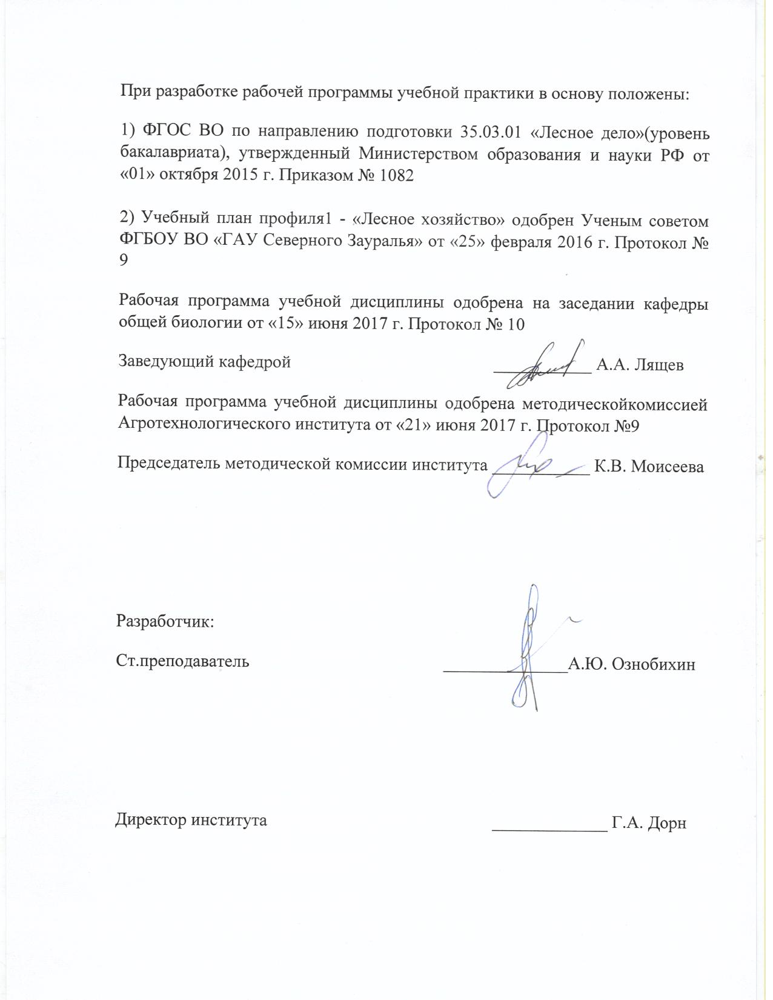 При разработке рабочей программы учебной практики в основу положены:
1) ФГОС ВО по направлению подготовки 35.03.01 «Лесное дело»(уровень
бакалавриата), утвержденный Министерством образования и науки РФ от
«01» октября 2015 г. Приказом № 1082
2) Учебный план профиля1 - «Лесное хозяйство» одобрен Ученым советом
ФГБОУ ВО «ГАУ Северного Зауралья» от «25» февраля 2016 г. Протокол №
9
Рабочая программа учебной дисциплины одобрена на заседании кафедры
общей биологии от «15» июня 2017 г. Протокол № 10
Заведующий кафедрой ____________ А.А. Лящев
Рабочая программа учебной дисциплины одобрена методическойкомиссией
Агротехнологического института от «21» июня 2017 г. Протокол №9
Председатель методической комиссии института ____________ К.В. Моисеева
Разработчик:
Ст.преподаватель _______________А.Ю. Ознобихин
Директор института ______________ Г.А. Дорн